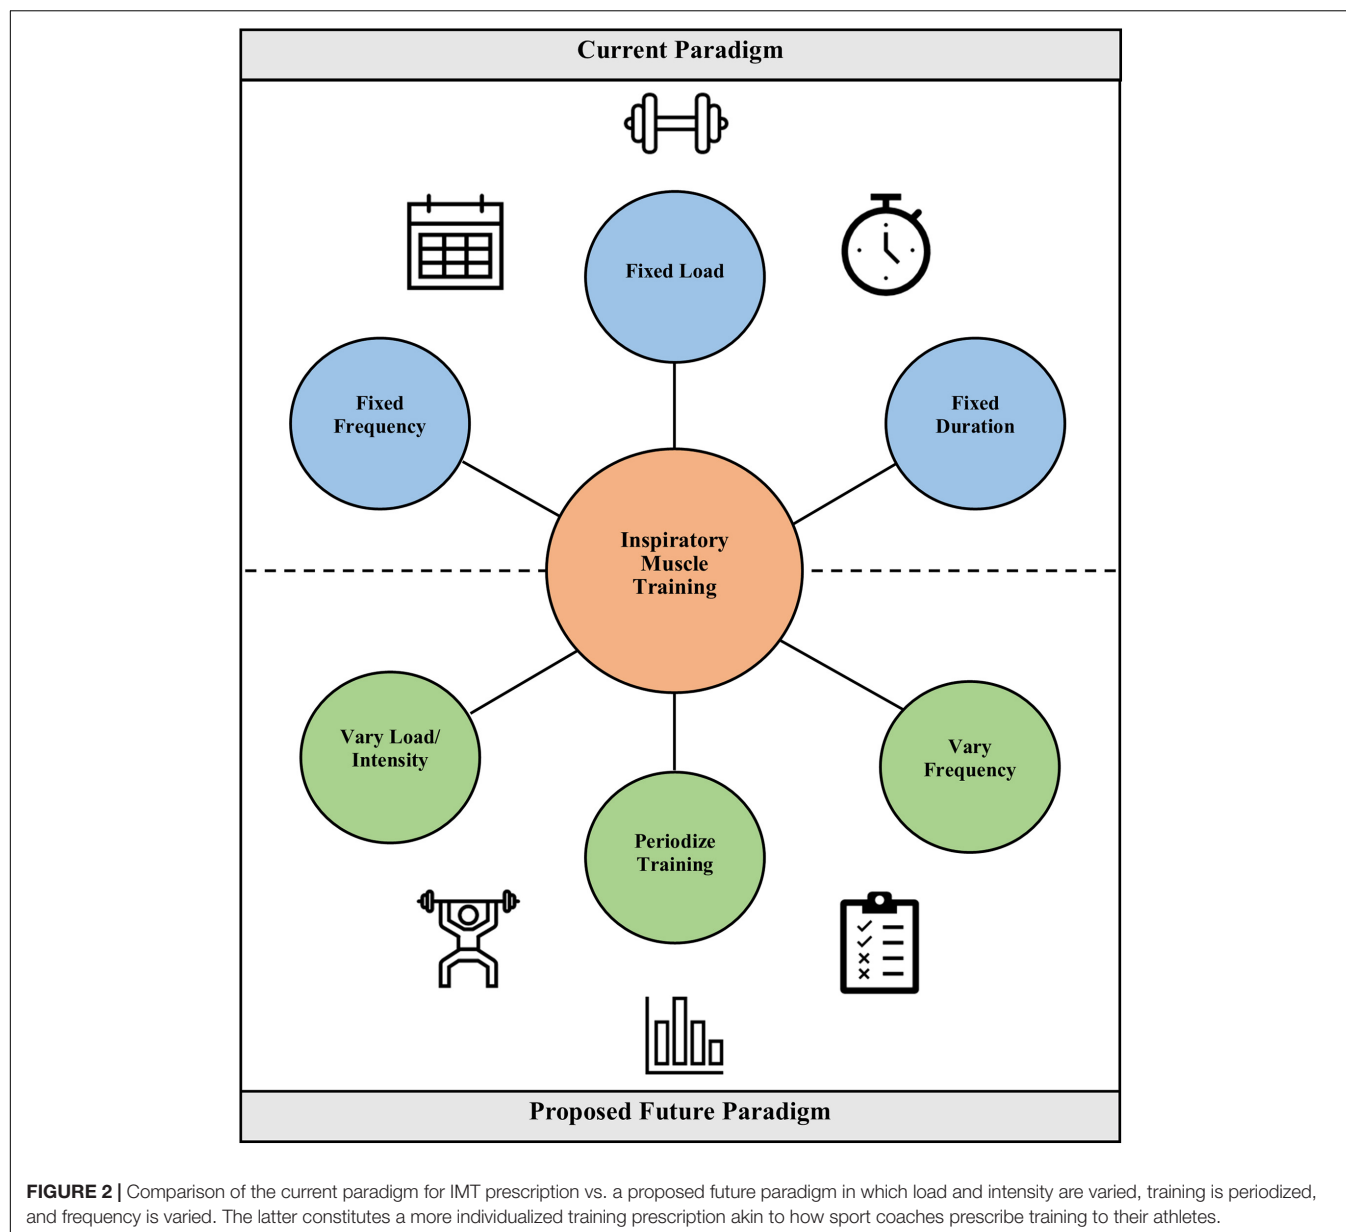 Current Paradigm
Fixed Load
Fixed
Frequency
Fixed
Duration
Inspiratory
Muscle
Training
Vary Load/
Intensity
Vary
Frequency
Periodize
Training
Proposed Future Paradigm
FIGURE 2 | Comparison of the current paradigm for IMT prescription vs. a proposed future paradigm in which load and intensity are varied, training is periodized,
and frequency is varied. The latter constitutes a more individualized training prescription akin to how sport coaches prescribe training to their athletes.